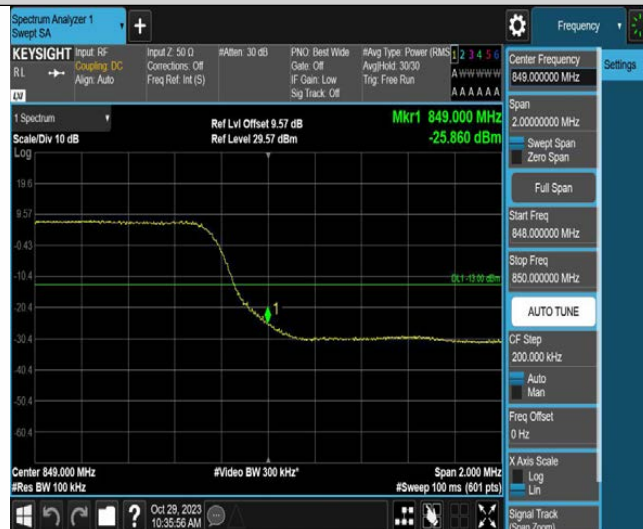 Spectrum Analyzer 1
Swept SA
Frequency
KEYSIGHT
Input: RF
Input Z: 50 Ω
#Atten: 30 dB
PNO: Best Wide
#Avg Type: Power (RMS
1 2 3 4 5 6
RL
Coupling: DC
Corrections: Off
Gate: Off
Avg|Hold: 30/30
A W W W W W
Align: Auto
Freq Ref: Int (S)
IF Gain: Low
Trig: Free Run
Sig Track: Off
A A A A A A
LXI
1 Spectrum
Scale/Div 10 dB
Log
Ref Lvl Offset 9.57 dB
Ref Level 29.57 dBm
Mkr1 849.000 MHz
-25.860 dBm
19.6
9.57
-0.43
-10.4
-20.4
-30.4
-40.4
-50.4
-60.4
DL1 -13.00 dBm
1
Center 849.000 MHz
#Video BW 300 kHz*
Span 2.000 MHz
#Res BW 100 kHz
#Sweep 100 ms (601 pts)
Oct 29, 2023
10:35:56 AM
?
Center Frequency
849.000000 MHz
Settings
Span
2.00000000 MHz
Swept Span
Zero Span
Full Span
Start Freq
848.000000 MHz
Stop Freq
850.000000 MHz
AUTO TUNE
CF Step
200.000 kHz
Auto
Man
Freq Offset
0 Hz
X Axis Scale
Log
Lin
Signal Track
(Span Zoom)